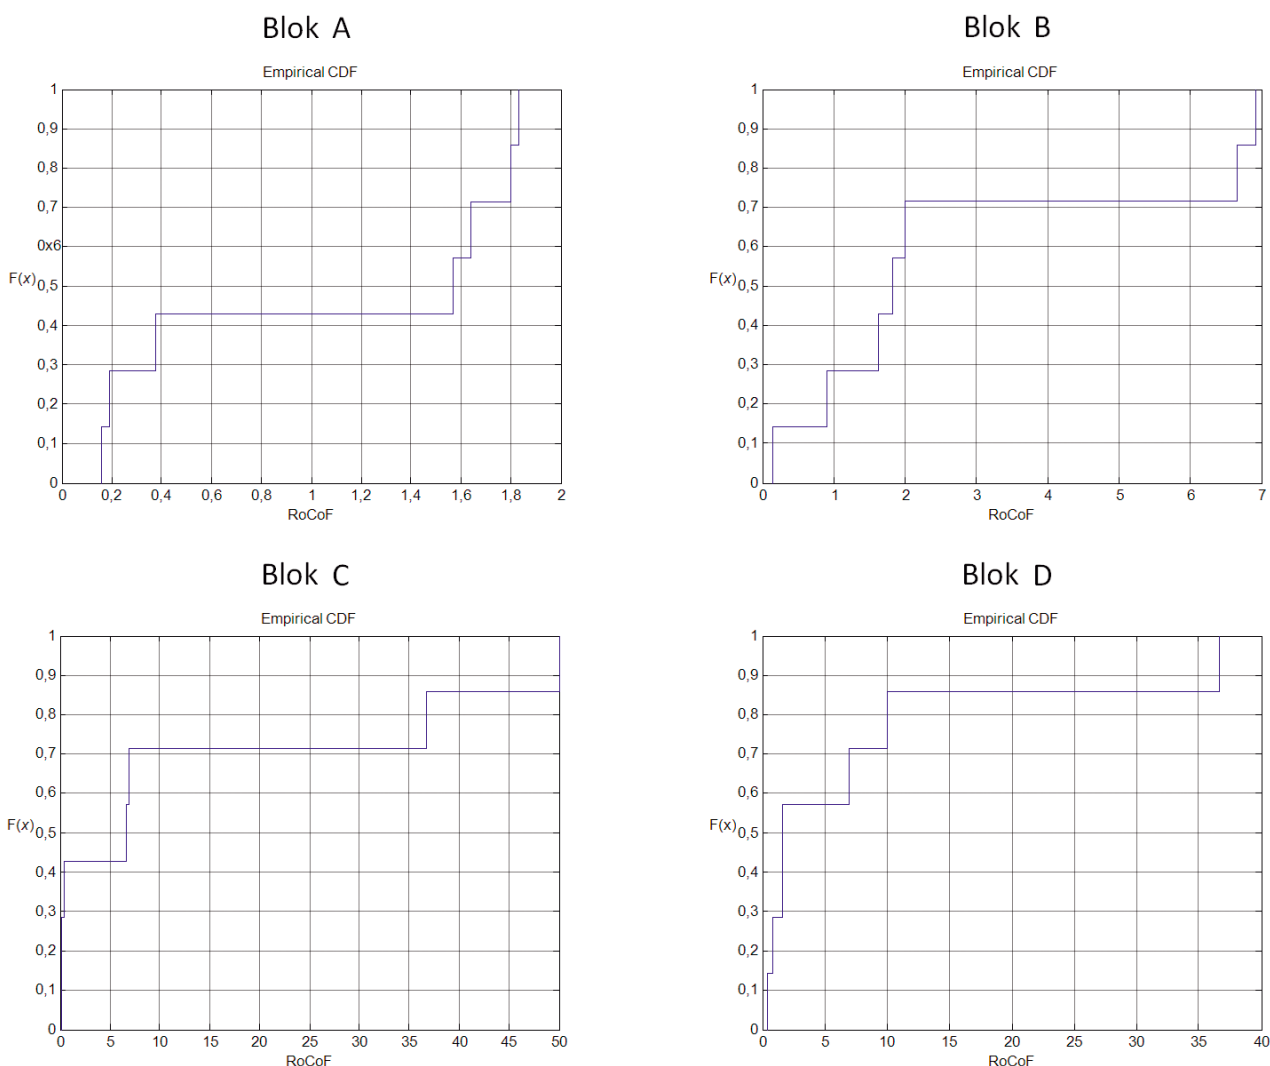 Blok A
Empirical CDF
1
0,9
0,8
0,7
0x6
F(x) 0,5
0,4
0,3
0,2
0,1
0
0 0,2 0,4 0,6 0,8 1 1,2 1,4 1,6 1,8 2
RoCoF
Blok B
Empirical CDF
1
0,9
0,8
0,7
0,6
F(x) 0,5
0,4
0,3
0,2
0,1
0
0 1 2 3 4 5 6 7
RoCoF
Blok C
Empirical CDF
1
0,9
0,8
0,7
0,6
F(x) 0,5
0,4
0,3
0,2
0,1
0
0 5 10 15 20 25 30 35 40 45 50
RoCoF
Blok D
Empirical CDF
1
0,9
0,8
0,7
0,6
F(x) 0,5
0,4
0,3
0,2
0,1
0
0 5 10 15 20 25 30 35 40
RoCoF